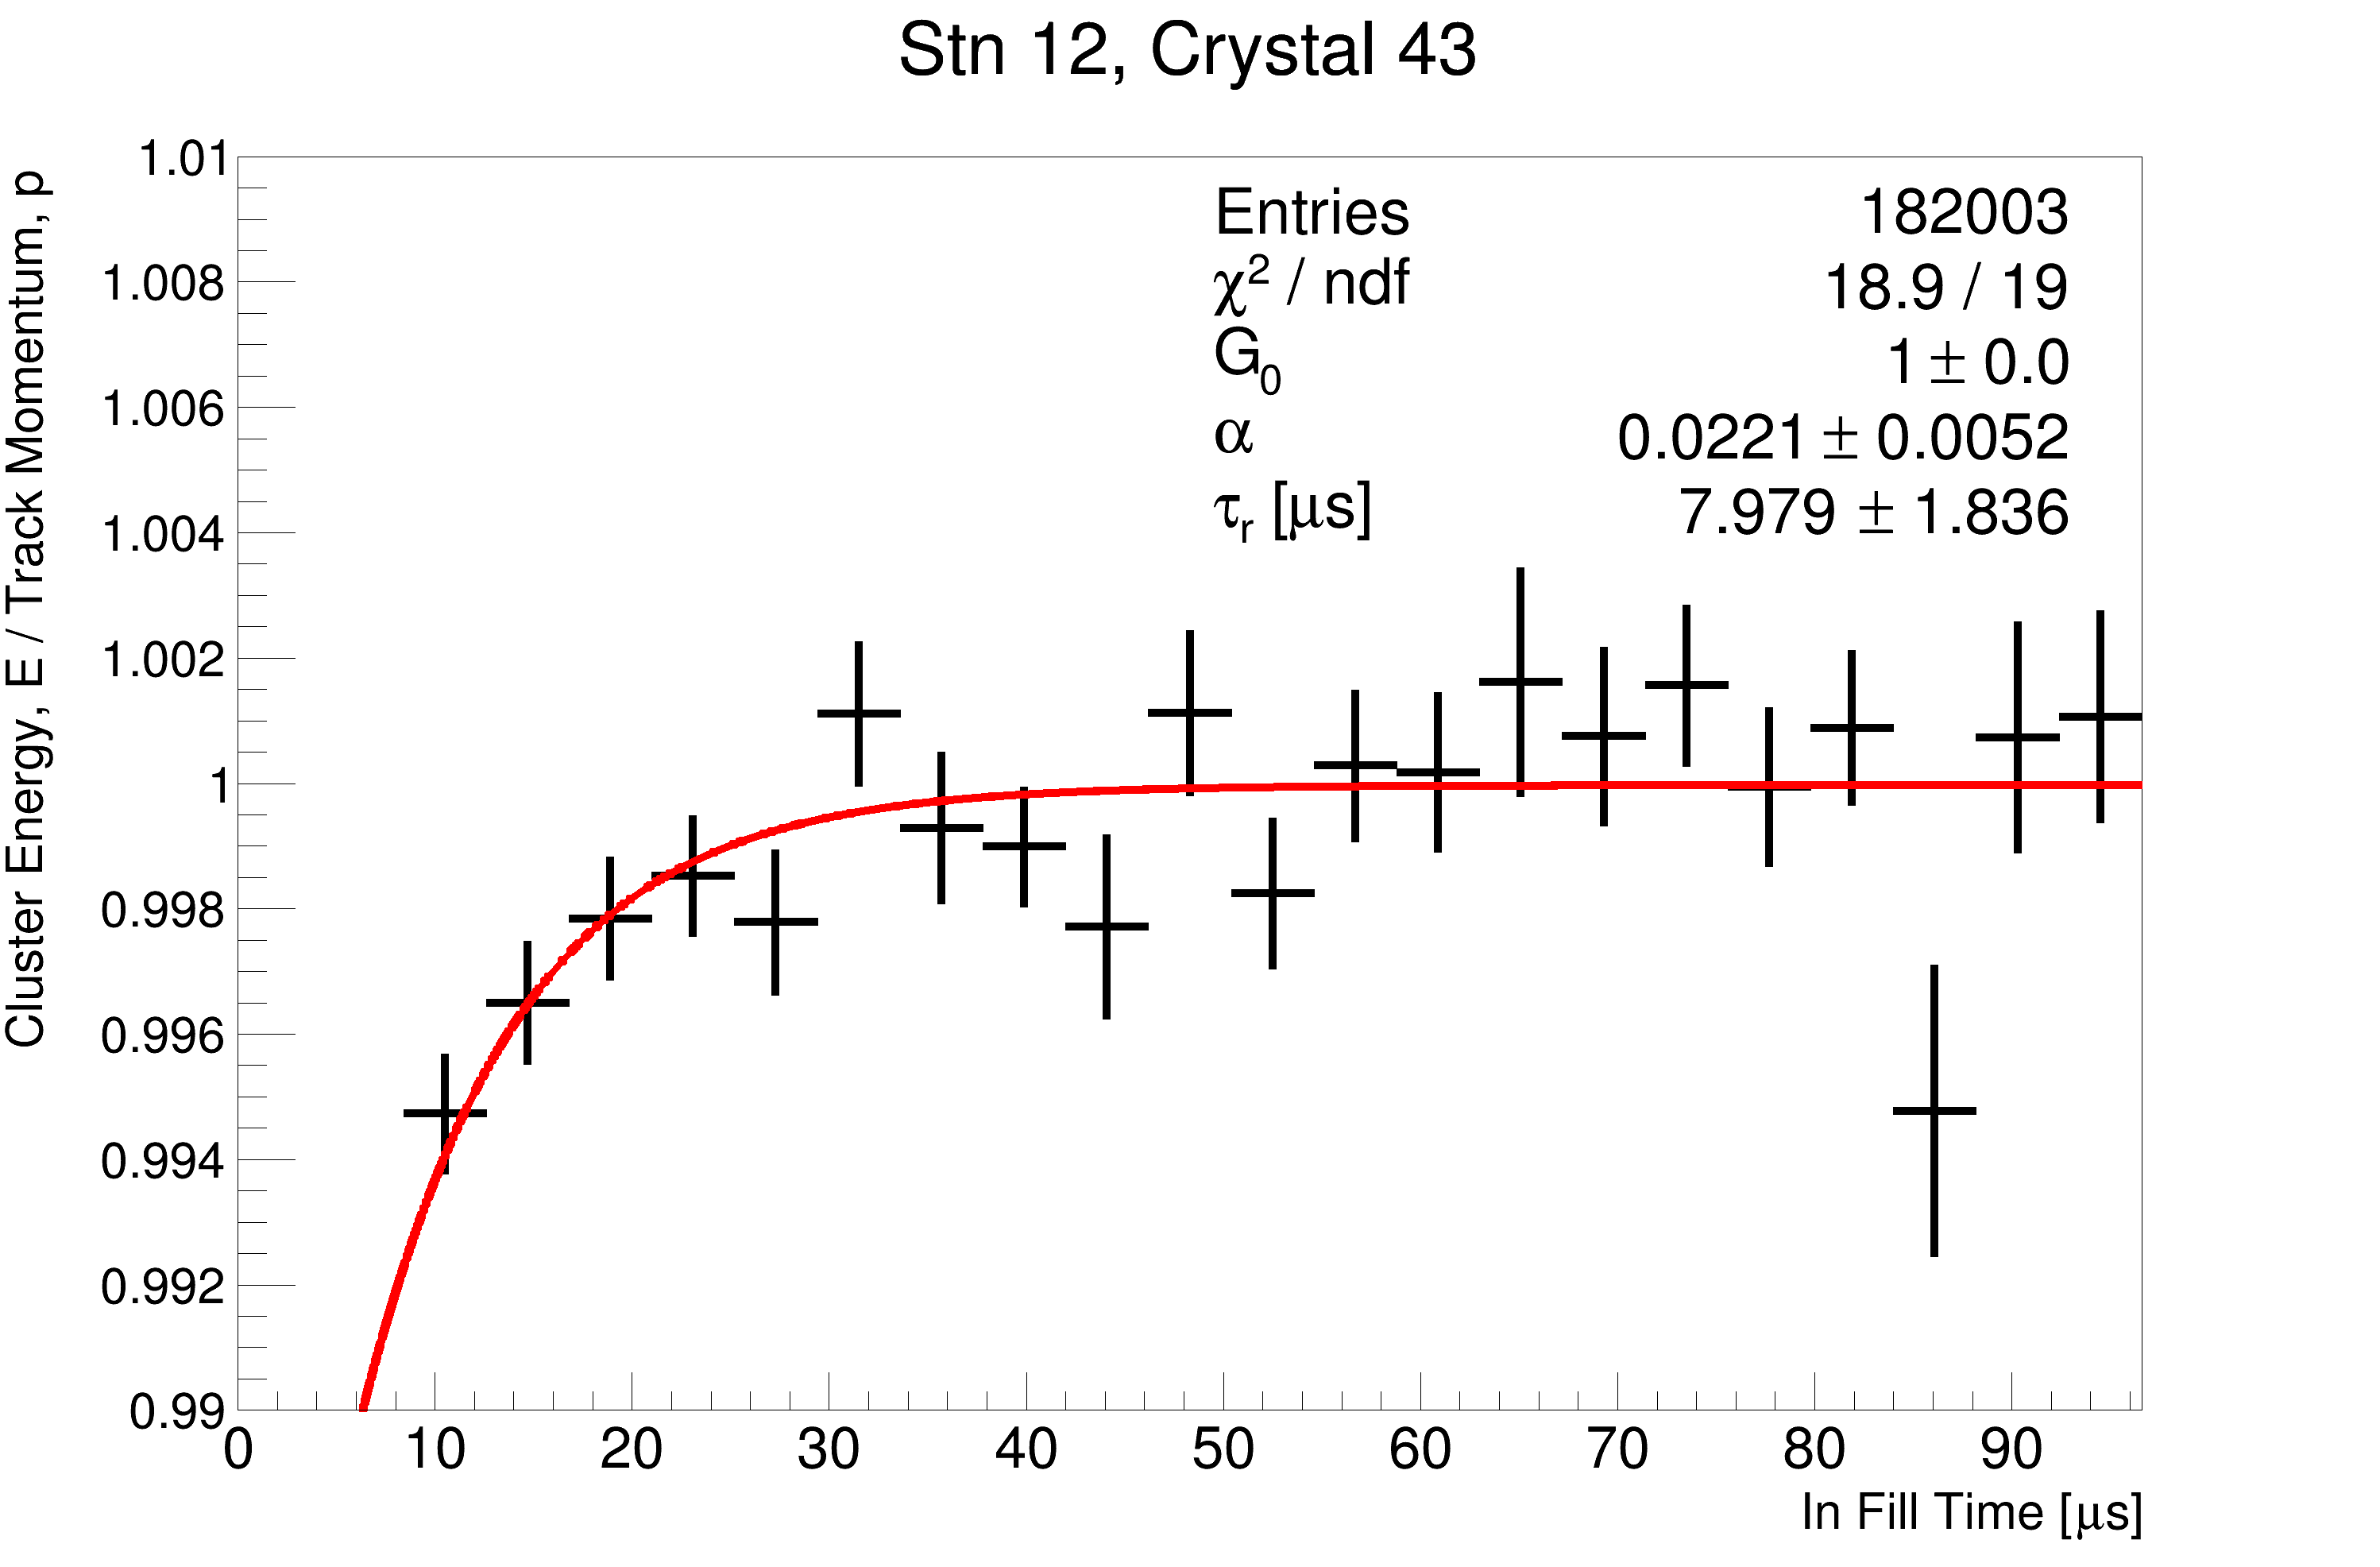 Stn 12, Crystal 43
Cluster Energy, E / Track Momentum, p
1.01
1.008
1.006
1.004
1.002
1
0.998
0.996
0.994
0.992
0.99
Entries 182003
χ² / ndf 18.9 / 19
G₀ 1 ± 0.0
α 0.0221 ± 0.0052
τᵣ [μs] 7.979 ± 1.836
0 10 20 30 40 50 60 70 80 90
In Fill Time [μs]